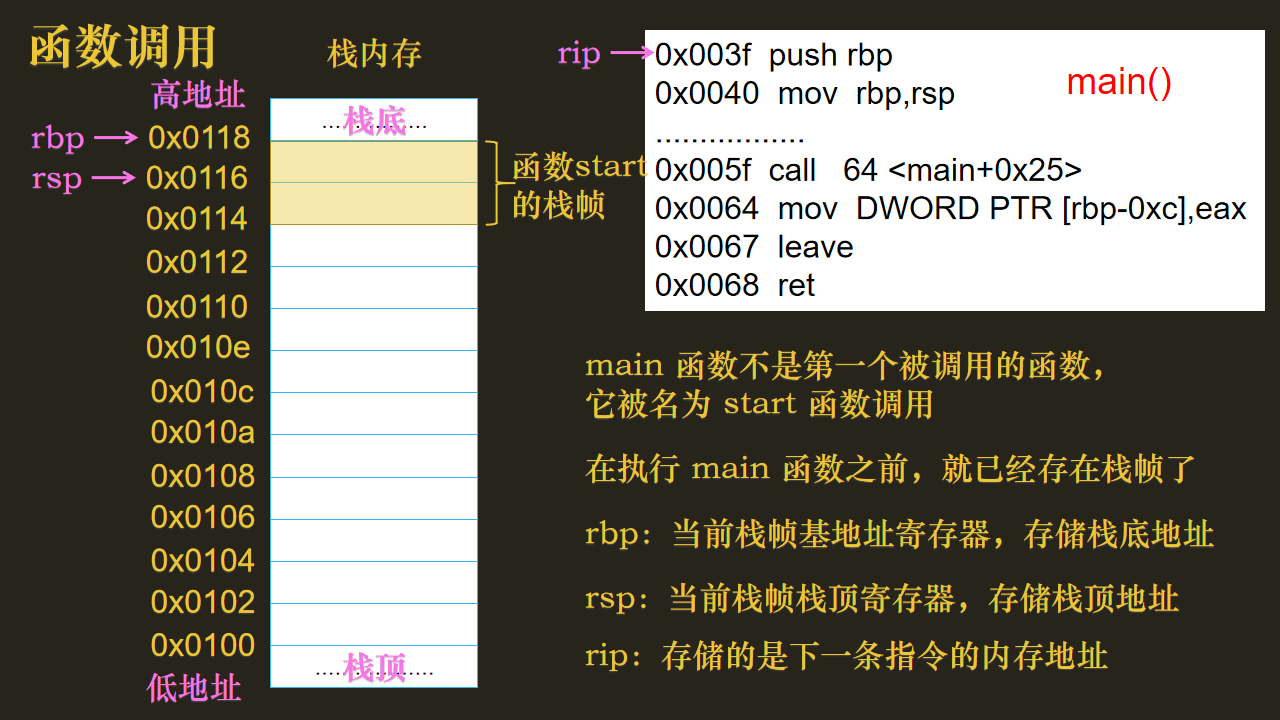 函数调用
栈内存
高地址
rbp
rsp
0x0118
0x0116
0x0114
0x0112
0x0110
0x010e
0x010c
0x010a
0x0108
0x0106
0x0104
0x0102
0x0100
低地址
...栈底...
...栈顶...
函数start
的栈帧
rip
0x003f push rbp
0x0040 mov rbp,rsp
.................
0x005f call 64 <main+0x25>
0x0064 mov DWORD PTR [rbp-0xc],eax
0x0067 leave
0x0068 ret
main()
main 函数不是第一个被调用的函数，
它被名为 start 函数调用
在执行 main 函数之前，就已经存在栈帧了
rbp：当前栈帧基地址寄存器，存储栈底地址
rsp：当前栈帧栈顶寄存器，存储栈顶地址
rip：存储的是下一条指令的内存地址